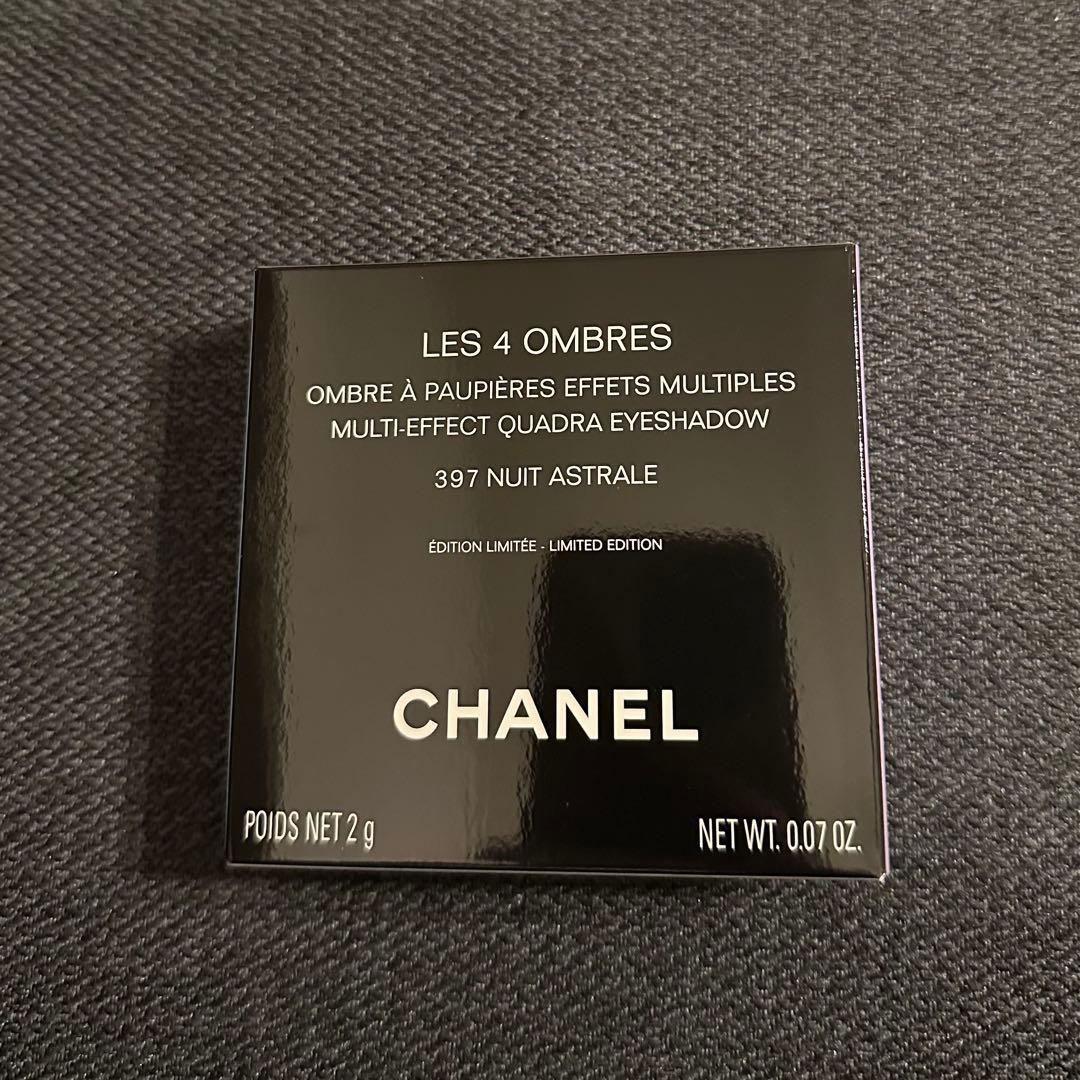 LES 4 OMBRES
OMBRE À PAUPIÈRES EFFETS MULTIPLES
MULTI-EFFECT QUADRA EYESHADOW
397 NUIT ASTRALE
ÉDITION LIMITÉE - LIMITED EDITION
CHANEL
POIDS NET 2 g
NET WT. 0.07 OZ.